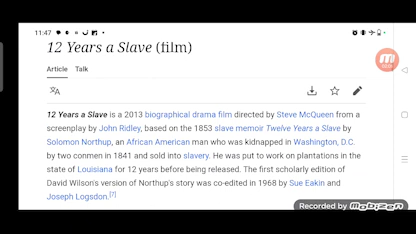 11:47
12 Years a Slave (film)
Article Talk
12 Years a Slave is a 2013 biographical drama film directed by Steve McQueen from a
screenplay by John Ridley, based on the 1853 slave memoir Twelve Years a Slave by
Solomon Northup, an African American man who was kidnapped in Washington, D.C.
by two conmen in 1841 and sold into slavery. He was put to work on plantations in the
state of Louisiana for 12 years before being released. The first scholarly edition of
David Wilson's version of Northup's story was co-edited in 1968 by Sue Eakin and
Joseph Logsdon.[7]
Recorded by Mobizen